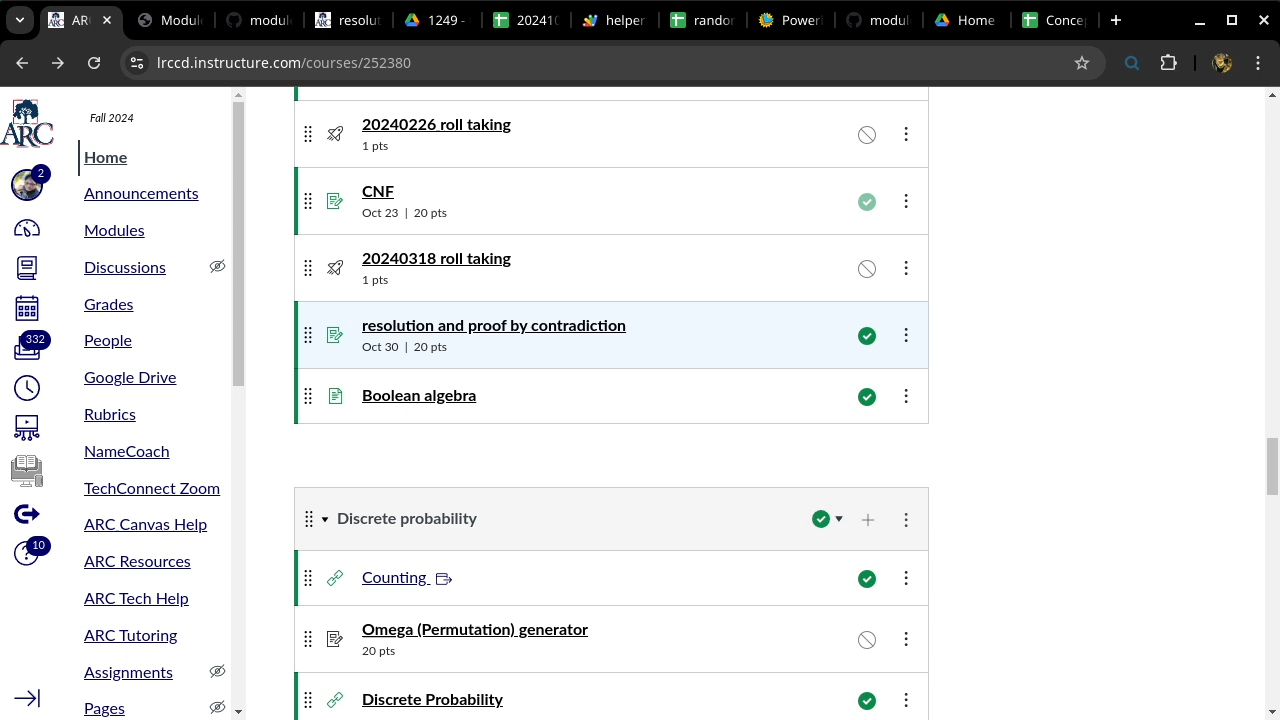 ARC
Modul
modul
resolut
1249 -
202410
helper
randor
Power
modul
Home
Conce
lrccd.instructure.com/courses/252380
ARC
Fall 2024
Home
2
Announcements
Modules
Discussions
Grades
332
People
Google Drive
Rubrics
NameCoach
TechConnect Zoom
ARC Canvas Help
10
ARC Resources
ARC Tech Help
ARC Tutoring
Assignments
Pages
20240226 roll taking
1 pts
CNF
Oct 23 | 20 pts
20240318 roll taking
1 pts
resolution and proof by contradiction
Oct 30 | 20 pts
Boolean algebra
Discrete probability
Counting
Omega (Permutation) generator
20 pts
Discrete Probability